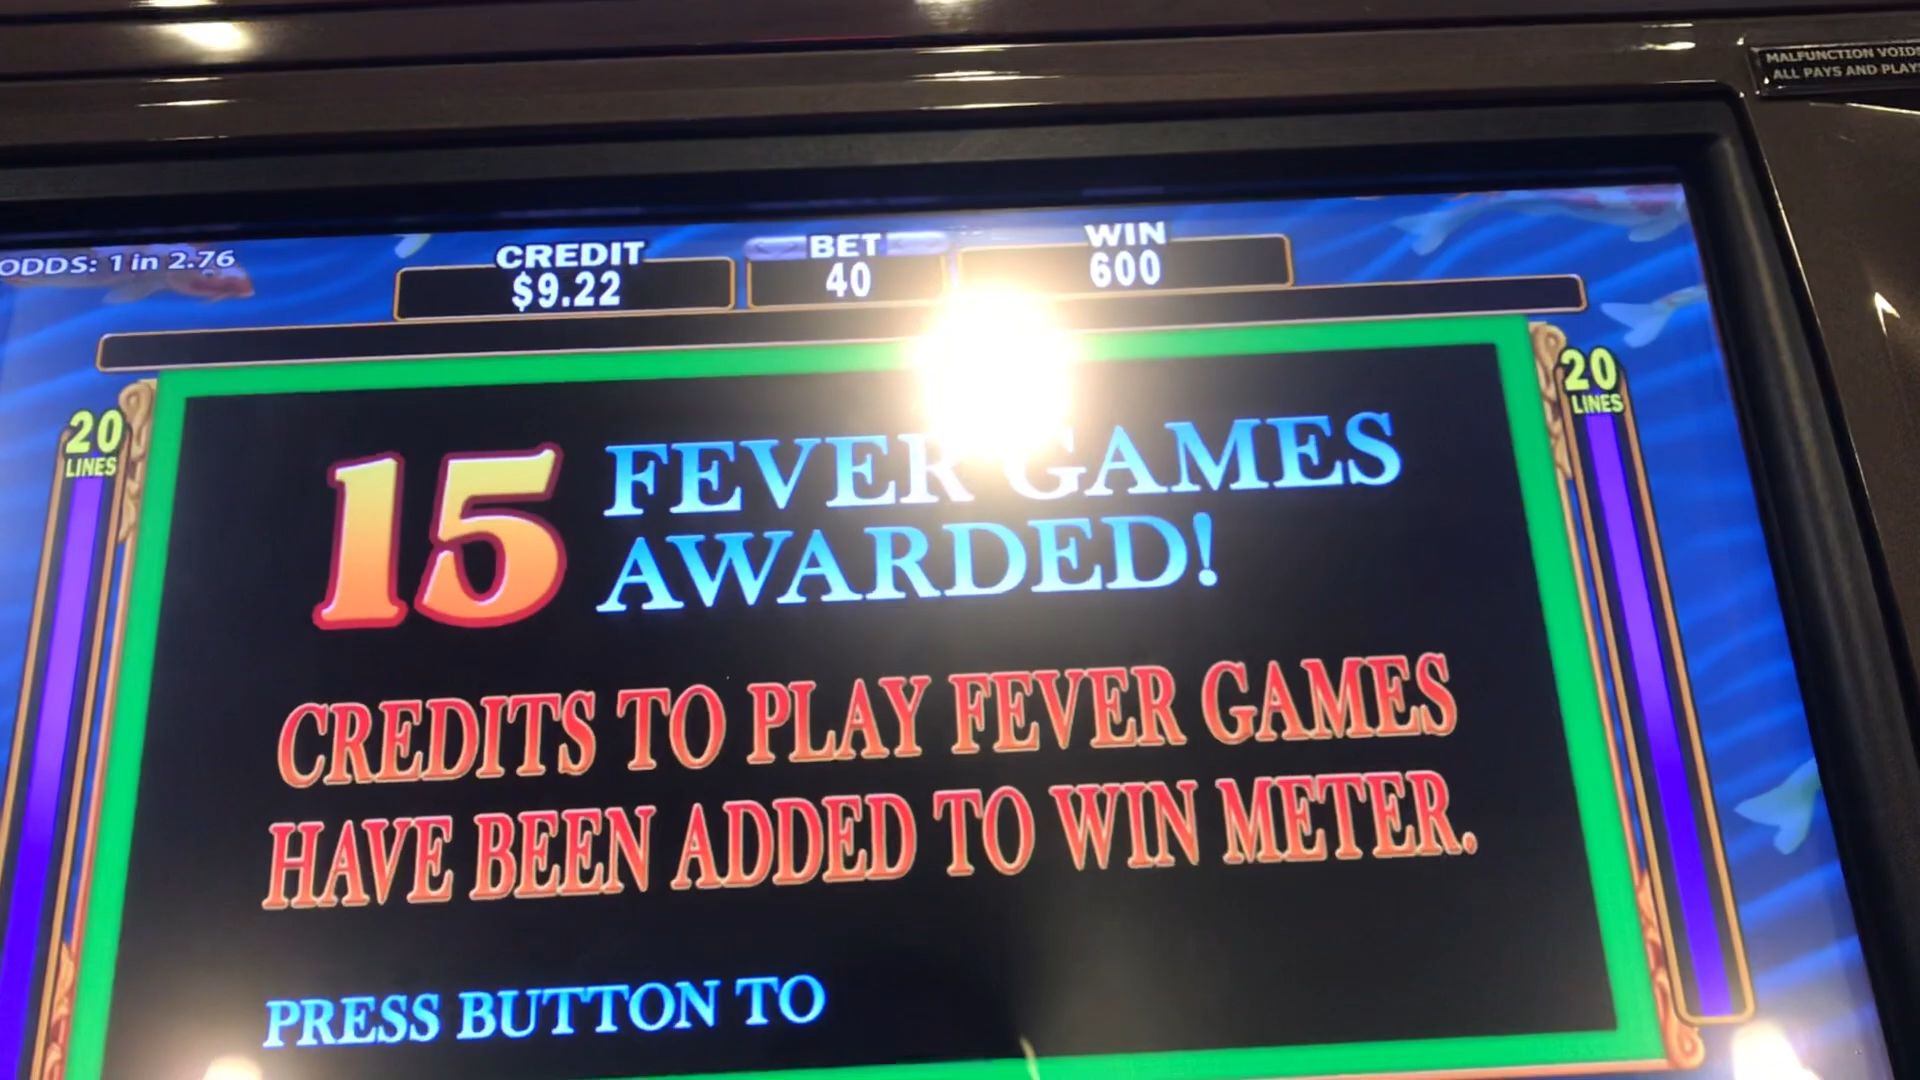 MALFUNCTION VOIDS
ALL PAYS AND PLAYS
ODDS: 1 in 2.76
CREDIT
$9.22
BET
40
WIN
600
20
LINES
20
LINES
15 FEVER GAMES
AWARDED!
CREDITS TO PLAY FEVER GAMES
HAVE BEEN ADDED TO WIN METER.
PRESS BUTTON TO